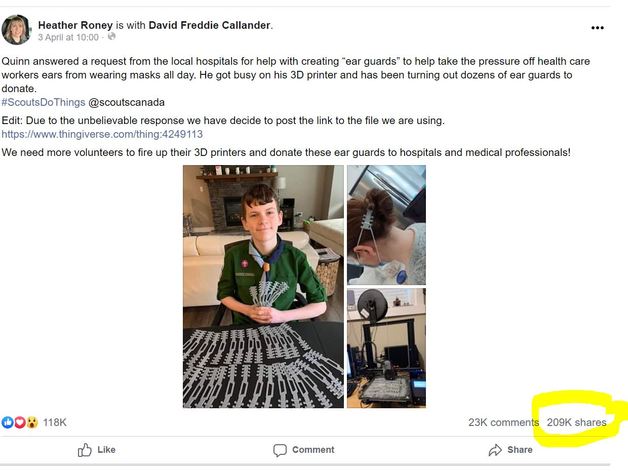 Heather Roney is with David Freddie Callander.
3 April at 10:00 ·
Quinn answered a request from the local hospitals for help with creating "ear guards" to help take the pressure off health care
workers ears from wearing masks all day. He got busy on his 3D printer and has been turning out dozens of ear guards to
donate.
#ScoutsDoThings @scoutscanada
Edit: Due to the unbelievable response we have decide to post the link to the file we are using.
https://www.thingiverse.com/thing:4249113
We need more volunteers to fire up their 3D printers and donate these ear guards to hospitals and medical professionals!
118K 23K comments 209K shares
Like Comment Share